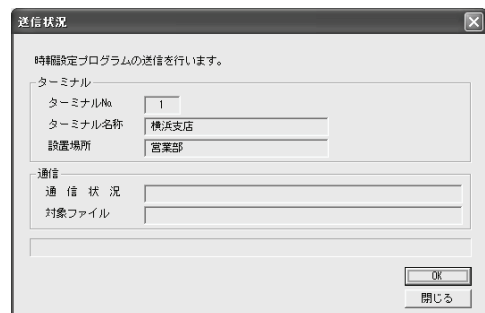 送信状況
時報設定プログラムの送信を行います。
ターミナル
ターミナル№ 1
ターミナル名称 横浜支店
設置場所 営業部
通信
通 信 状 況
対象ファイル
OK
閉じる